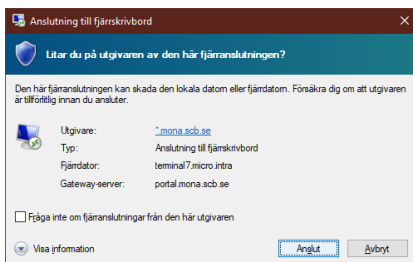 Anslutning till fjärrskrivbord
Litar du på utgivaren av den här fjärranslutningen?
Den här fjärranslutningen kan skada den lokala datorn eller fjärrdatorn. Försäkra dig om att utgivaren
är tillförlitlig innan du ansluter.
Utgivare: *.mona.scb.se
Typ: Anslutning till fjärrskrivbord
Fjärrdator: terminal7.micro.intra
Gateway-server: portal.mona.scb.se
Fråga inte om fjärranslutningar från den här utgivaren
Visa information Anslut Avbryt